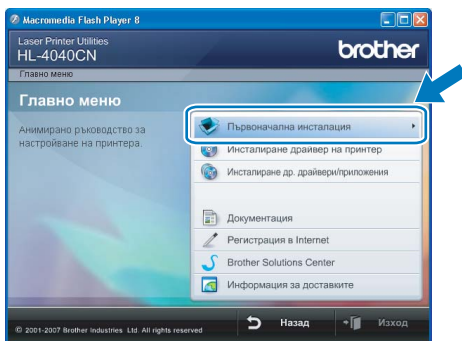 Macromedia Flash Player 8
Laser Printer Utilities
HL-4040CN
brother
Главно меню
Главно меню
Анимирано ръководство за
настройване на принтера.
Първоначална инсталация
Инсталиране драйвер на принтер
Инсталиране др. драйвери/приложения
Документация
Регистрация в Internet
Brother Solutions Center
Информация за доставките
Назад
Изход
© 2001-2007 Brother Industries Ltd. All rights reserved